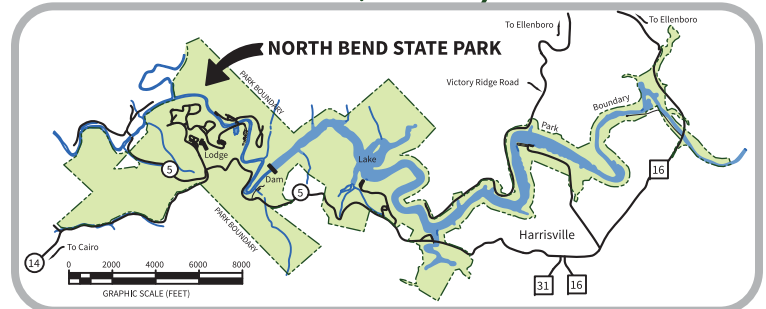 To Ellenboro
To Ellenboro
NORTH BEND STATE PARK
PARK BOUNDARY
Victory Ridge Road
Boundary
Park
Lodge
Lake
5
Dam
5
16
PARK BOUNDARY
Harrisville
To Cairo
14
0 2000 4000 6000 8000
GRAPHIC SCALE (FEET)
31
16